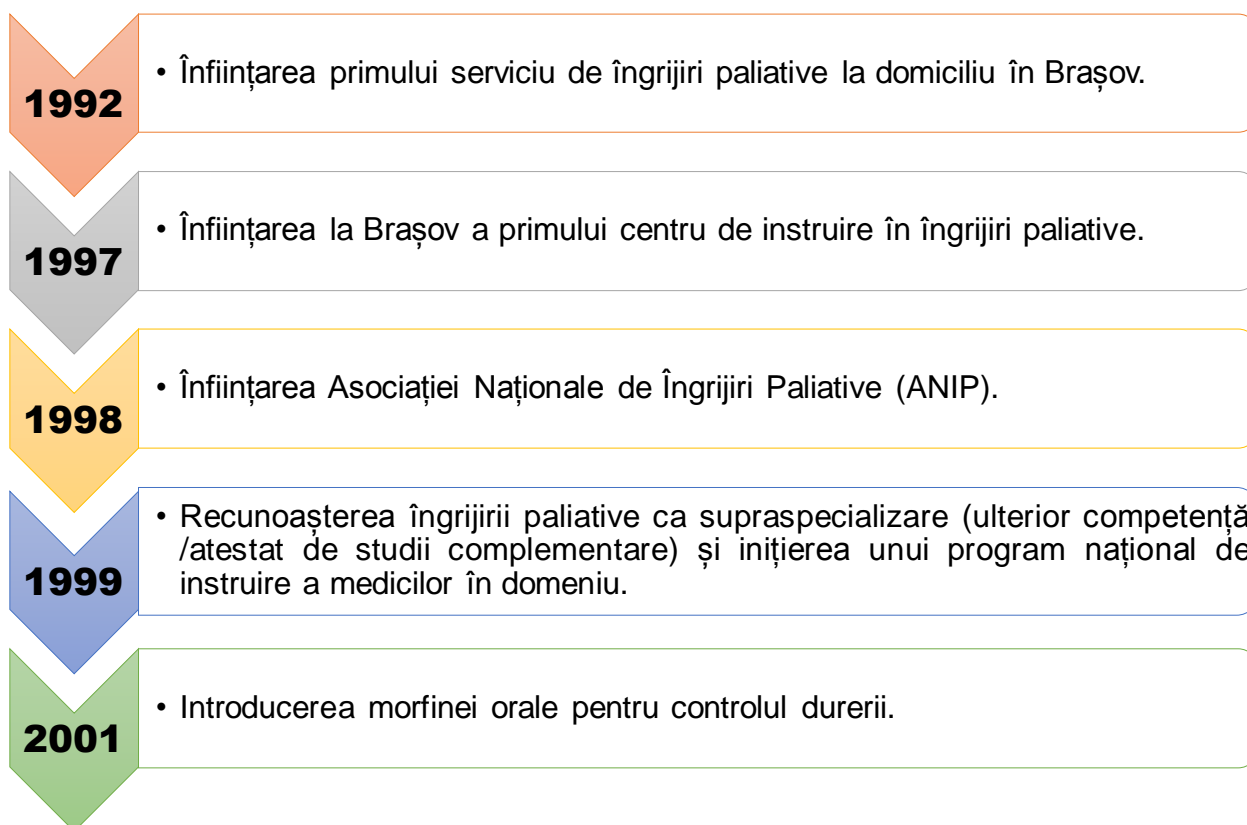 1992
• Înființarea primului serviciu de îngrijiri paliative la domiciliu în Brașov.
1997
• Înființarea la Brașov a primului centru de instruire în îngrijiri paliative.
1998
• Înființarea Asociației Naționale de Îngrijiri Paliative (ANIP).
1999
• Recunoașterea îngrijirii paliative ca supraspecializare (ulterior competență
/atestat de studii complementare) și inițierea unui program național de
instruire a medicilor în domeniu.
2001
• Introducerea morfinei orale pentru controlul durerii.